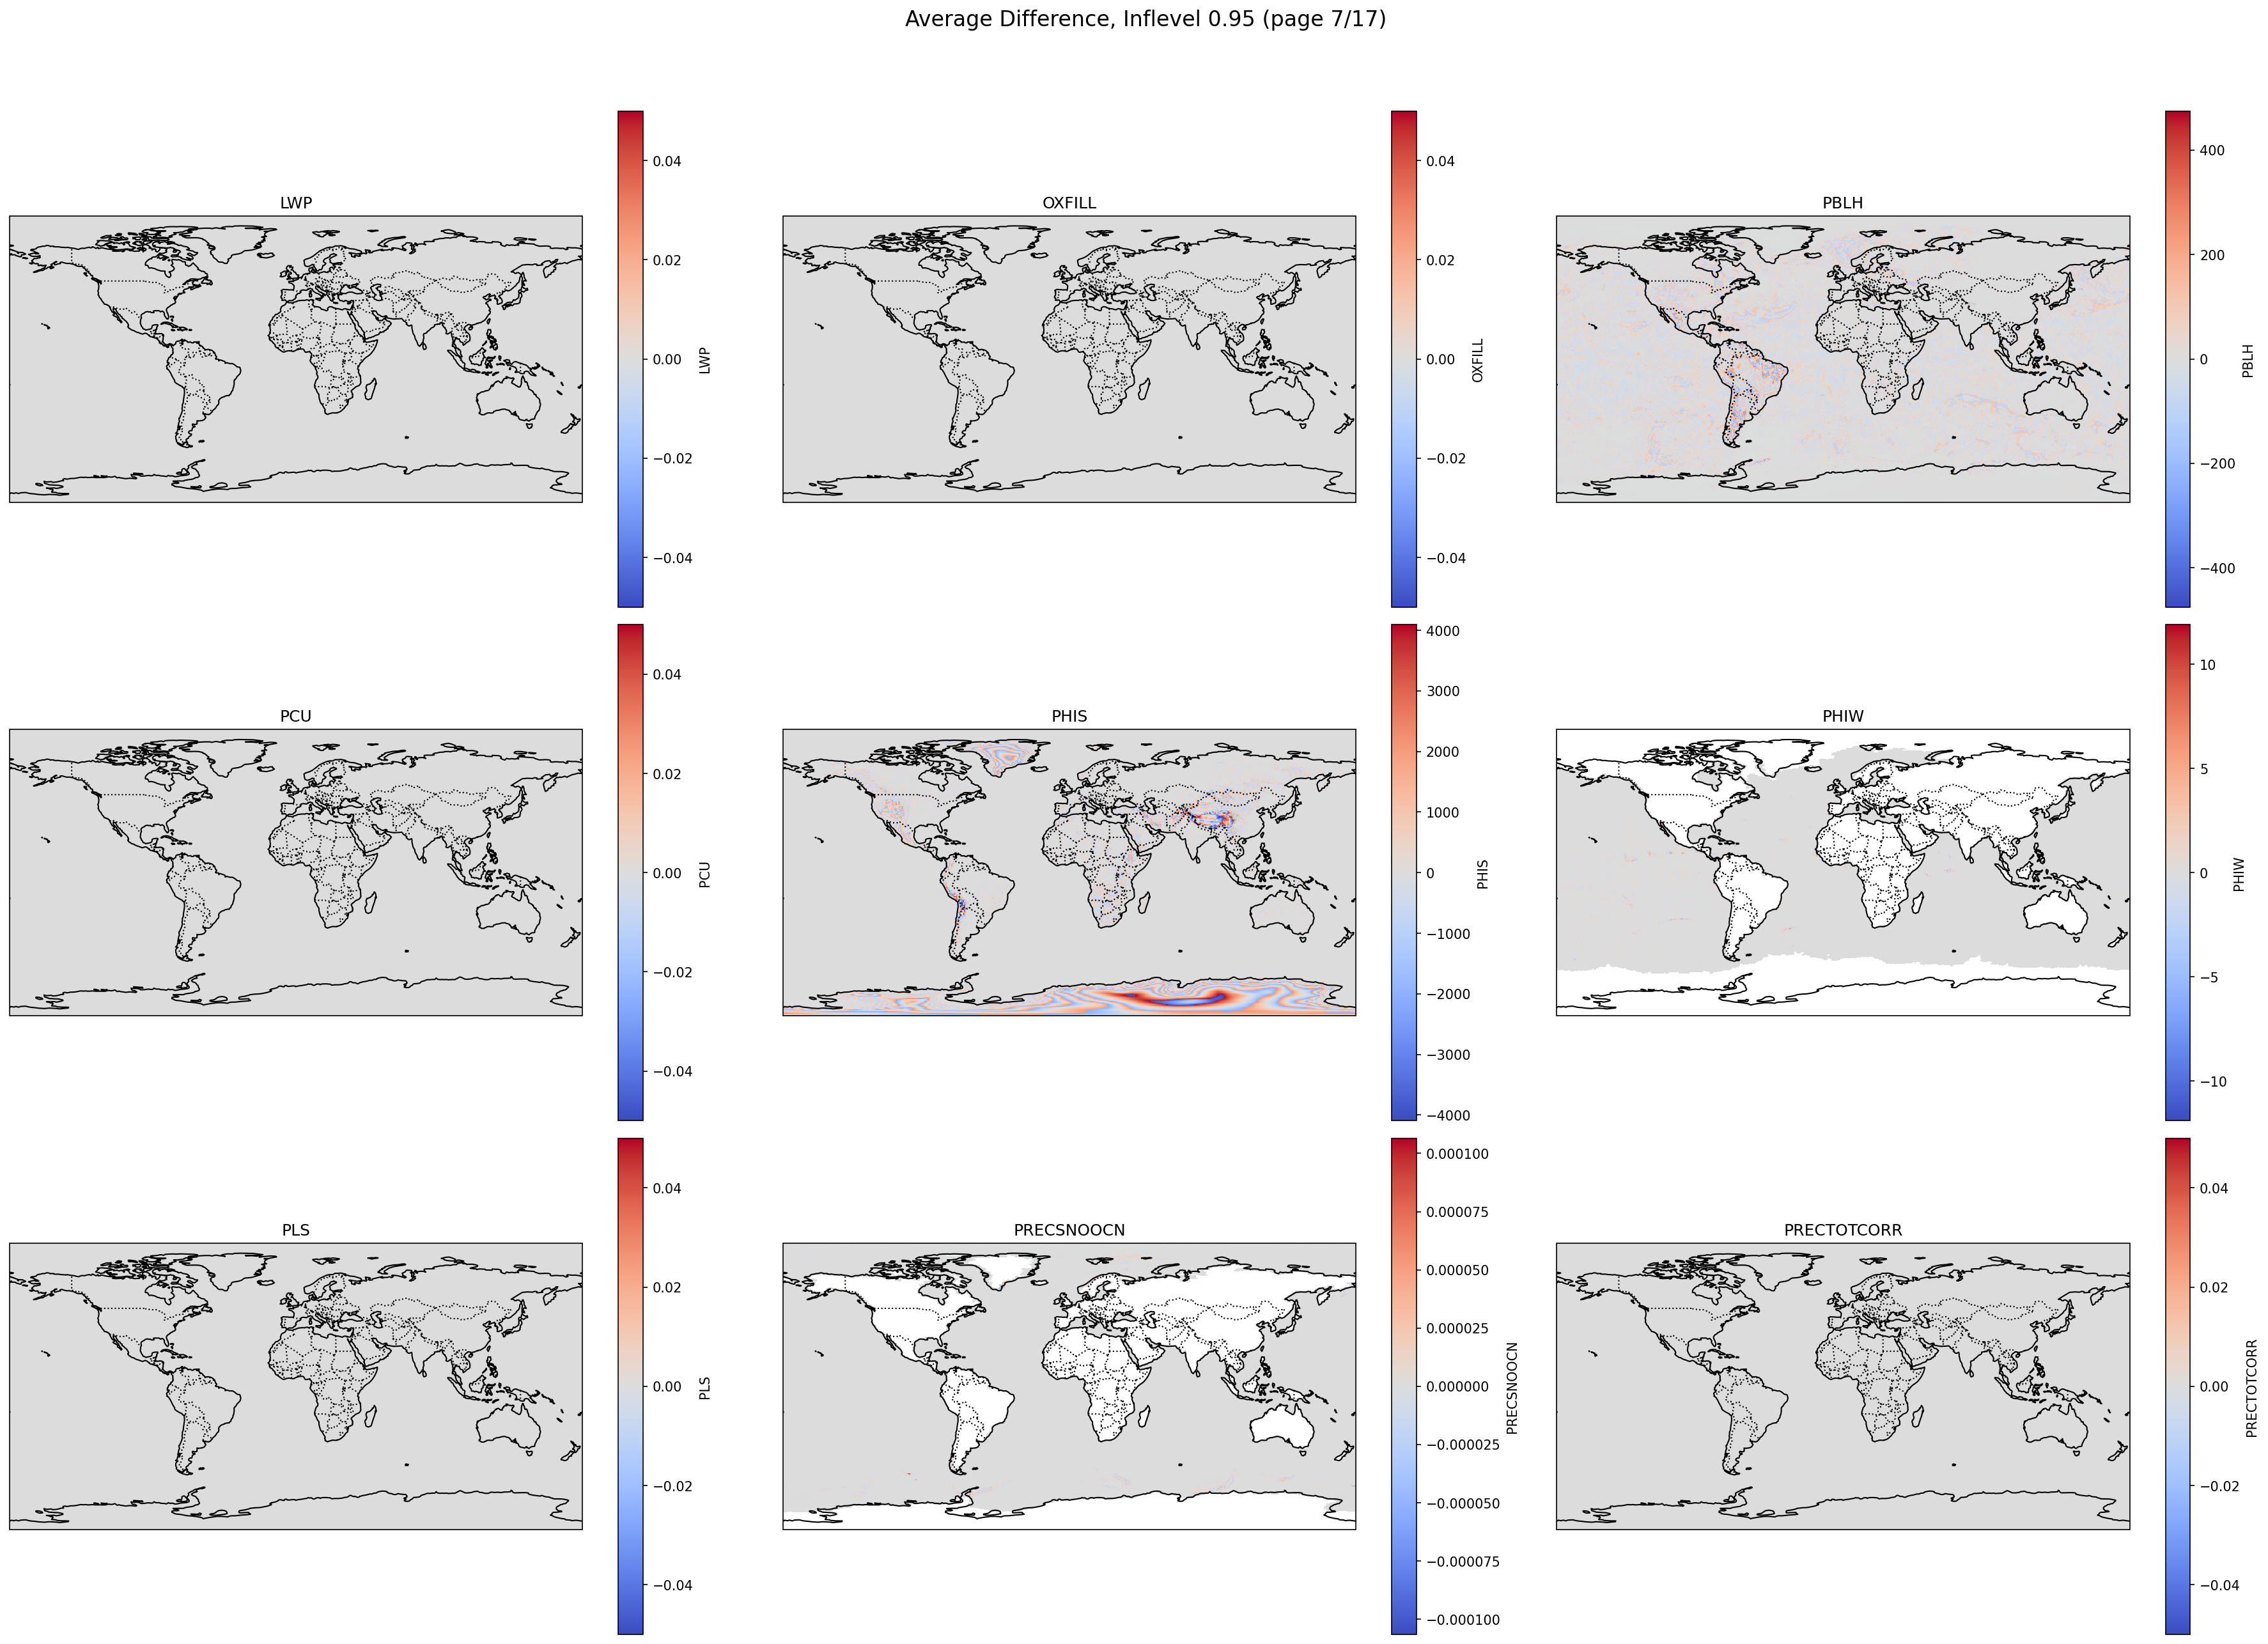 Average Difference, Inflevel 0.95 (page 7/17)
LWP
0.04
0.02
0.00
−0.02
−0.04
LWP
OXFILL
0.04
0.02
0.00
−0.02
−0.04
OXFILL
PBLH
400
200
0
−200
−400
PBLH
PCU
0.04
0.02
0.00
−0.02
−0.04
PCU
PHIS
4000
3000
2000
1000
0
−1000
−2000
−3000
−4000
PHIS
PHIW
10
5
0
−5
−10
PHIW
PLS
0.04
0.02
0.00
−0.02
−0.04
PLS
PRECSNOOCN
0.000100
0.000075
0.000050
0.000025
0.000000
−0.000025
−0.000050
−0.000075
−0.000100
PRECSNOOCN
PRECTOTCORR
0.04
0.02
0.00
−0.02
−0.04
PRECTOTCORR